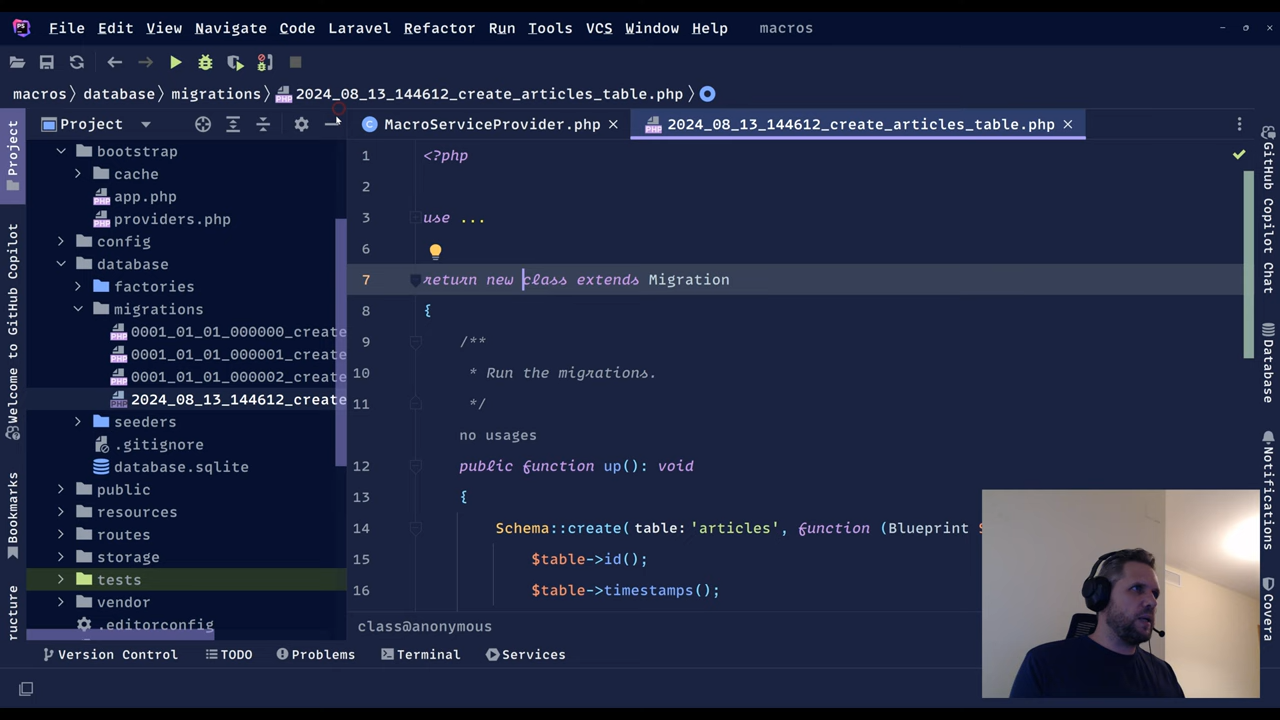 PS File Edit View Navigate Code Laravel Refactor Run Tools VCS Window Help macros
macros database migrations 2024_08_13_144612_create_articles_table.php
Project
MacroServiceProvider.php
2024_08_13_144612_create_articles_table.php
Project
Welcome to GitHub Copilot
Bookmarks
ructure
bootstrap
cache
app.php
providers.php
config
database
factories
migrations
0001_01_01_000000_create
0001_01_01_000001_create
0001_01_01_000002_create
2024_08_13_144612_create
seeders
.gitignore
database.sqlite
public
resources
routes
storage
tests
vendor
.editorconfig
1 <?php
2
3 use ...
6
7 return new class extends Migration
8 {
9 /**
10 * Run the migrations.
11 */
no usages
12 public function up(): void
13 {
14 Schema::create( table: 'articles', function (Blueprint $
15 $table->id();
16 $table->timestamps();
class@anonymous
GitHub Copilot Chat
Database
Notifications
Covera
Version Control TODO Problems Terminal Services